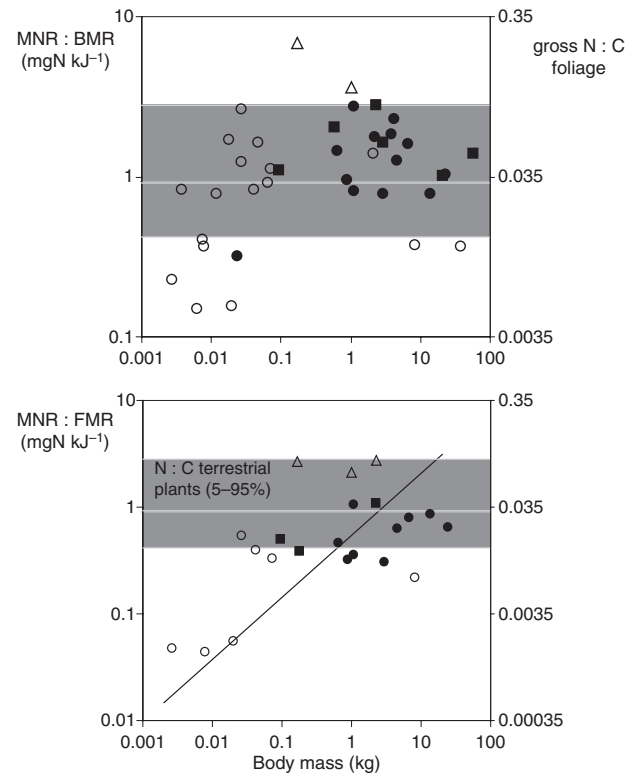 10
0.35
MNR : BMR
(mgN kJ–1)
gross N : C
foliage
1
0.035
0.1
0.0035
0.001
0.01
0.1
1
10
100
10
0.35
MNR : FMR
(mgN kJ–1)
N : C terrestrial
plants (5–95%)
1
0.035
0.1
0.0035
0.01
0.00035
0.001
0.01
0.1
1
10
100
Body mass (kg)